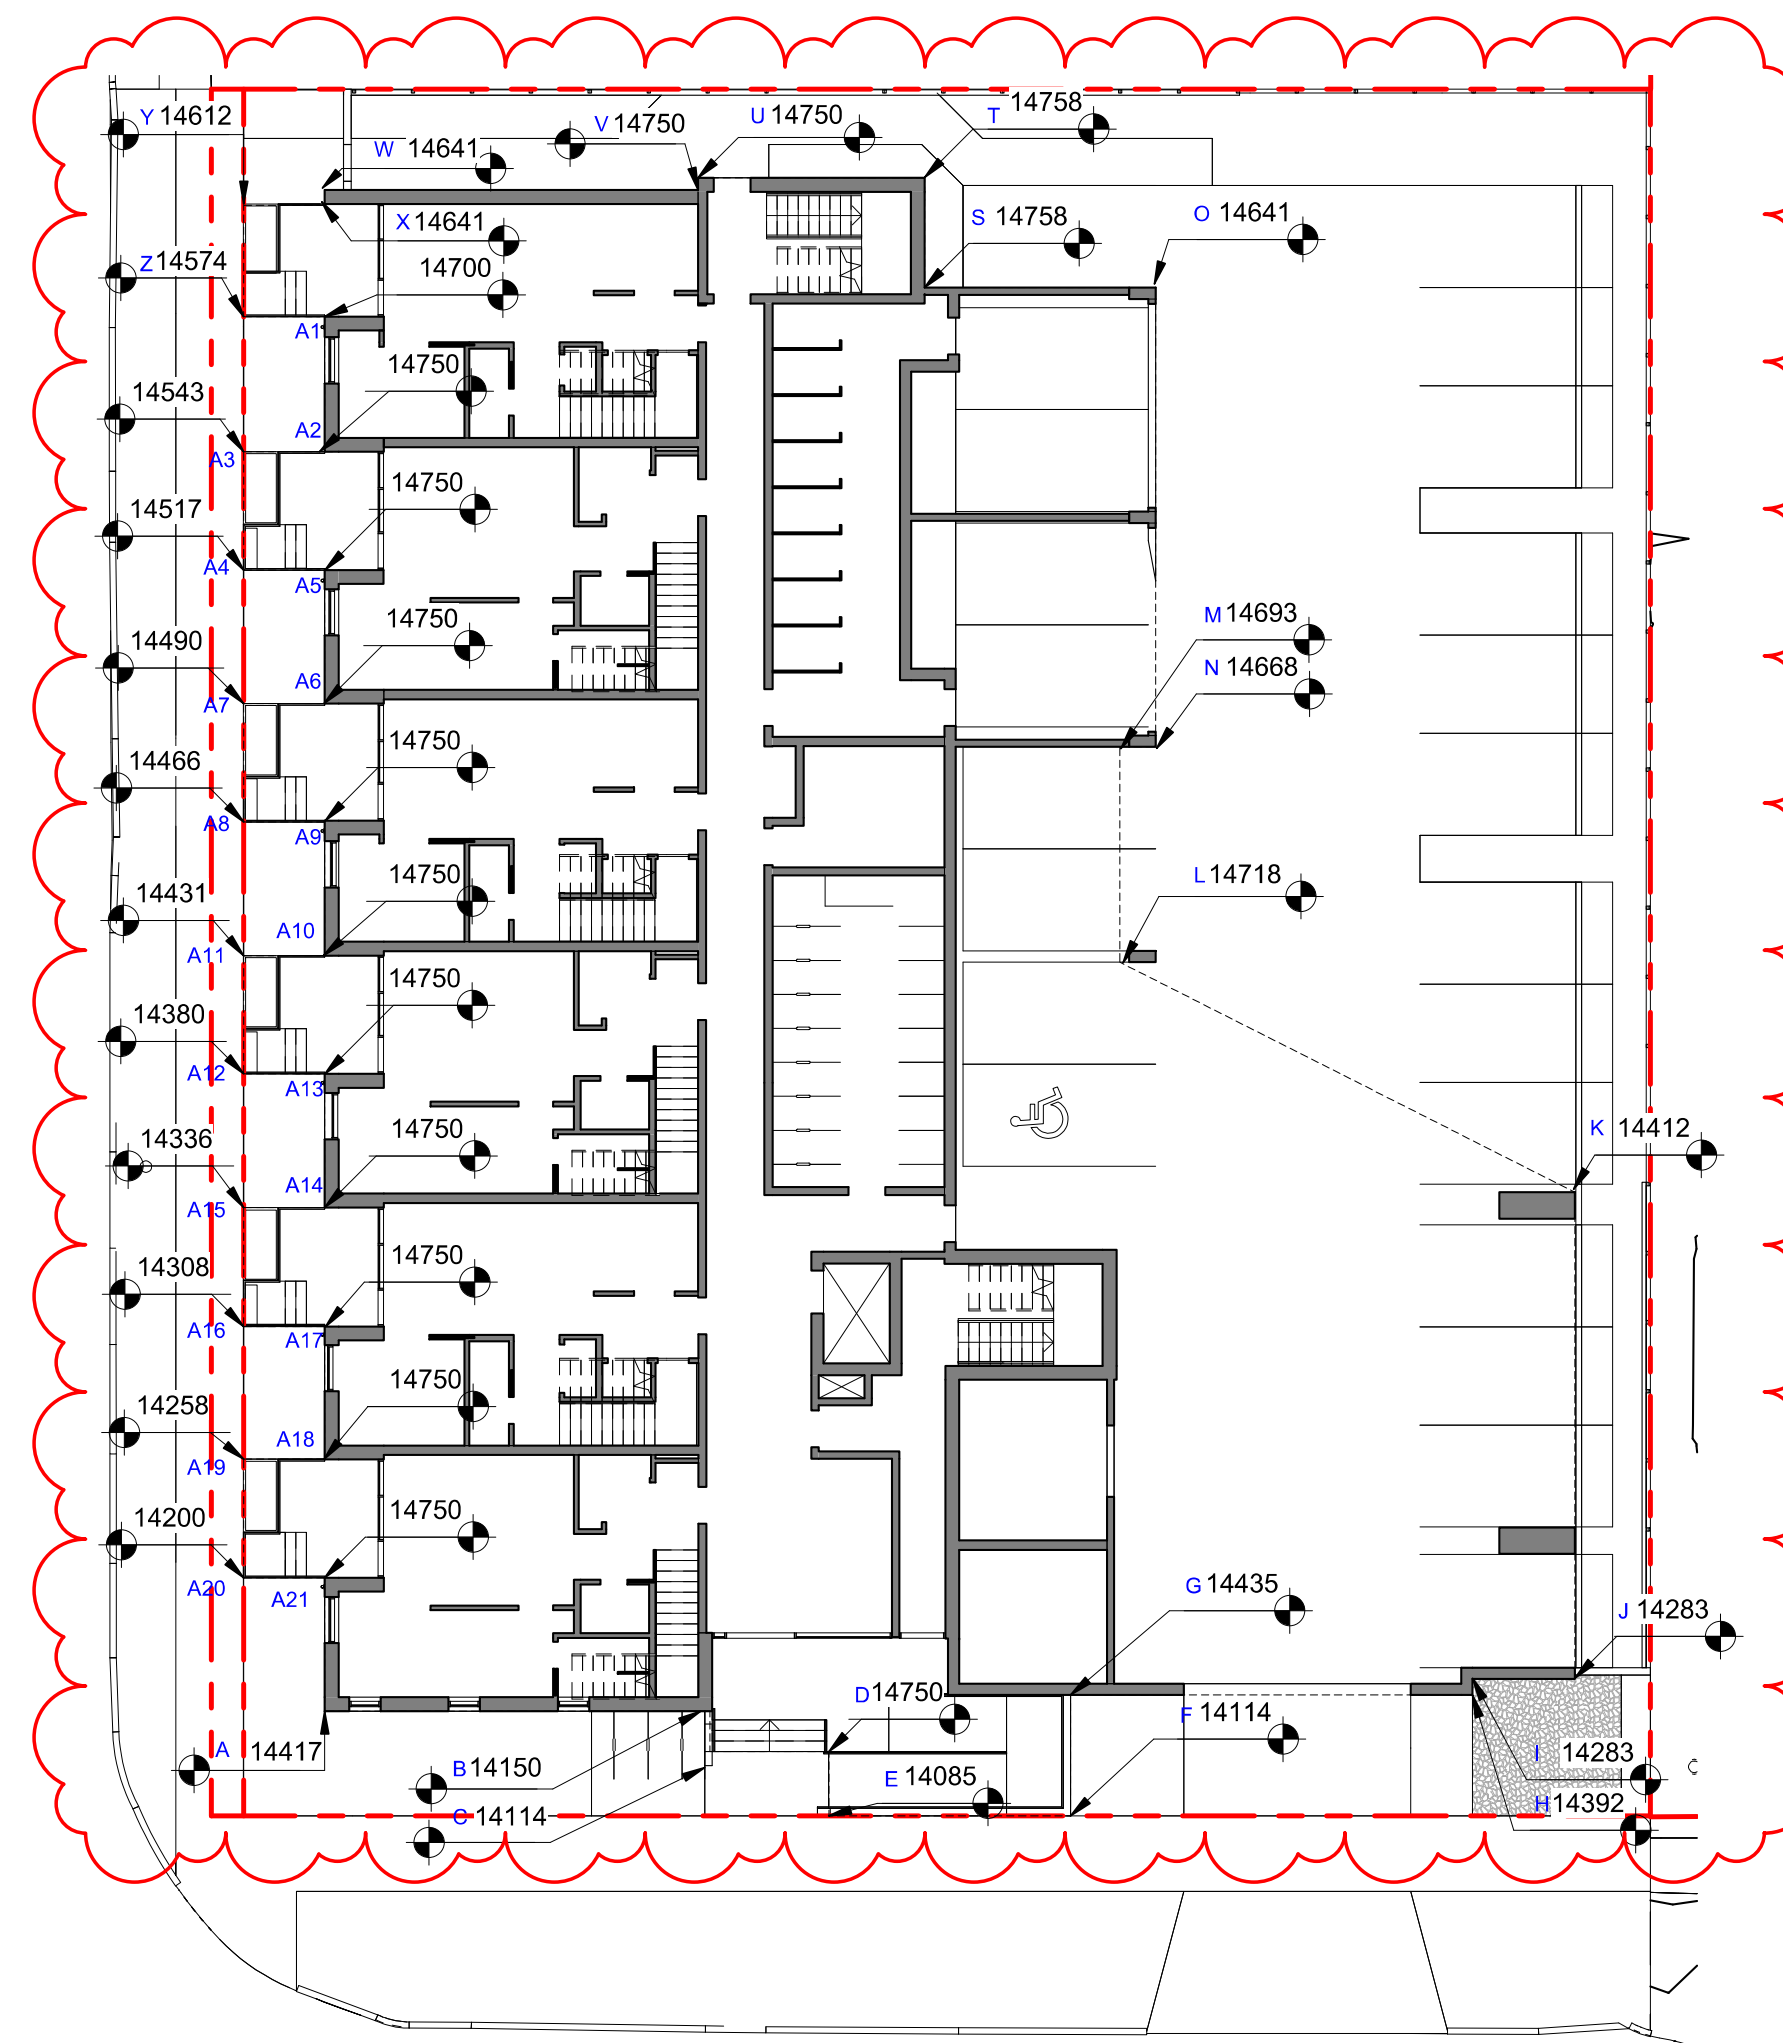 Y 14612
W 14641
V 14750
U 14750
T 14758
X 14641
S 14758
O 14641
Z 14574
14700
A1
14750
14543
A2
A3
14750
14517
A4
A5
14750
M 14693
14490
N 14668
A6
A7
14750
14466
A8
A9
14750
L 14718
14431
A10
A11
14750
14380
A12
A13
14750
K 14412
14336
A14
A15
14750
14308
A16
A17
14750
14258
A18
A19
14750
14200
A20
A21
G 14435
J 14283
D 14750
F 14114
A 14417
B 14150
E 14085
I 14283
C 14114
H 14392